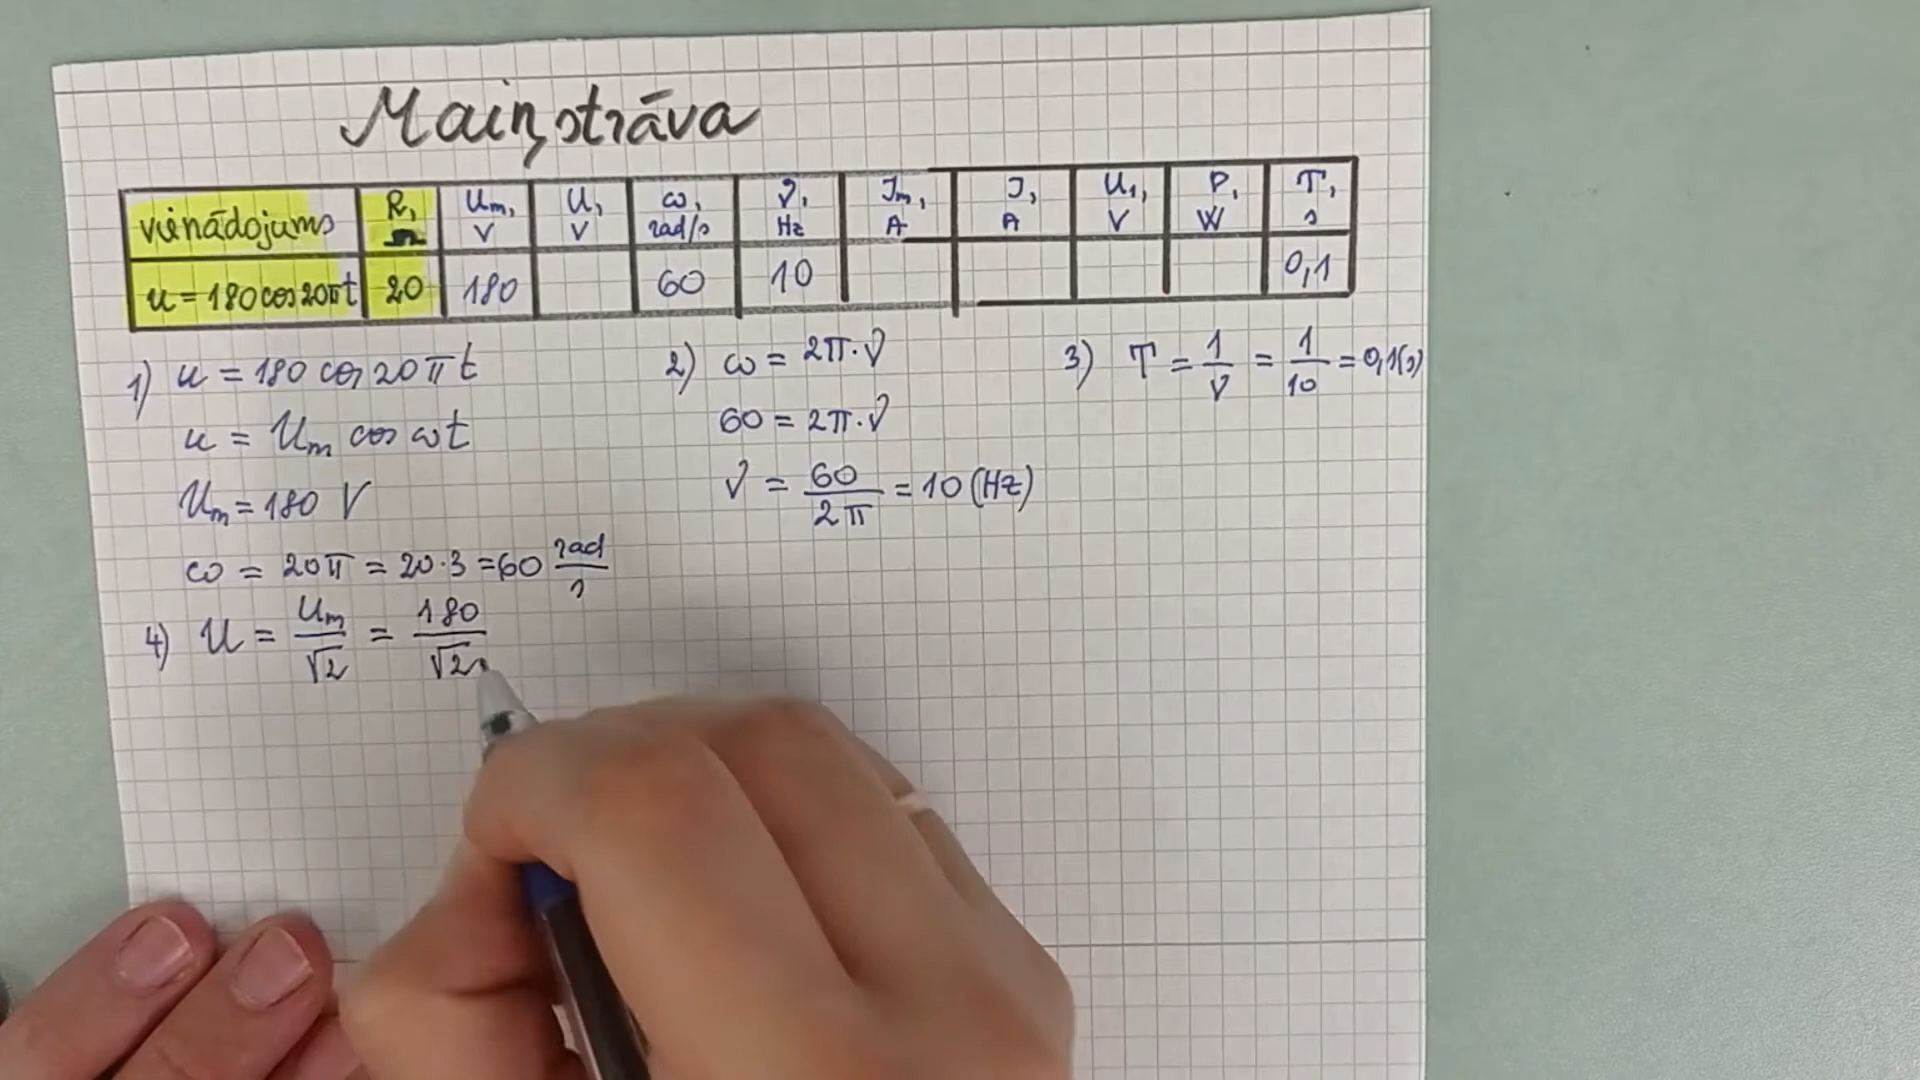 Maiņstrāva
vienādojums R, Ω Um, V U, V ω, rad/s ν, Hz Im, A I, A U1, V P, W T, s
u = 180 cos 20π t 20 180 60 10 0,1
1) u = 180 cos 20π t
u = Um cos ωt
Um = 180 V
ω = 20π = 20·3 = 60 rad/s
2) ω = 2π·ν
60 = 2π·ν
ν = 60/2π = 10 (Hz)
3) T = 1/ν = 1/10 = 0,1(s)
4) U = Um/√2 = 180/√2